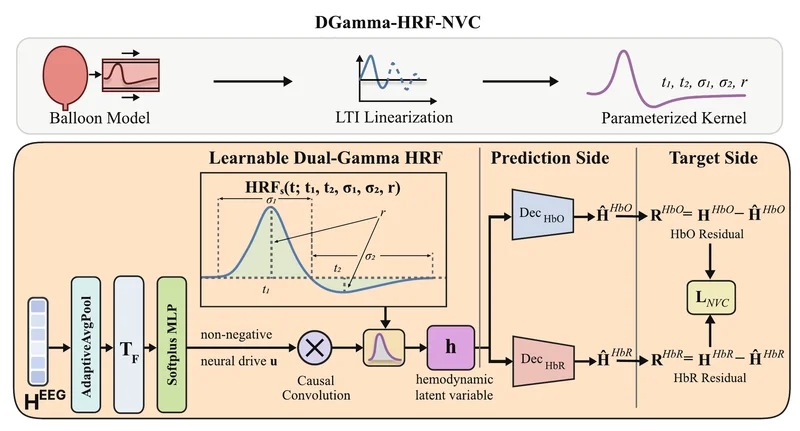 DGamma-HRF-NVC
Balloon Model
LTI Linearization
t₁, t₂, σ₁, σ₂, r
Parameterized Kernel
Learnable Dual-Gamma HRF
Prediction Side
Target Side
HRFₛ(t; t₁, t₂, σ₁, σ₂, r)
σ₁
r
σ₂
t₂
t₁
Dec HbO
Ĥ^HbO
R^HbO = H^HbO − Ĥ^HbO
HbO Residual
L_NVC
H^EEG
AdaptiveAvgPool
T_F
Softplus MLP
non-negative
neural drive u
Causal
Convolution
h
hemodynamic
latent variable
Dec HbR
Ĥ^HbR
R^HbR = H^HbR − Ĥ^HbR
HbR Residual